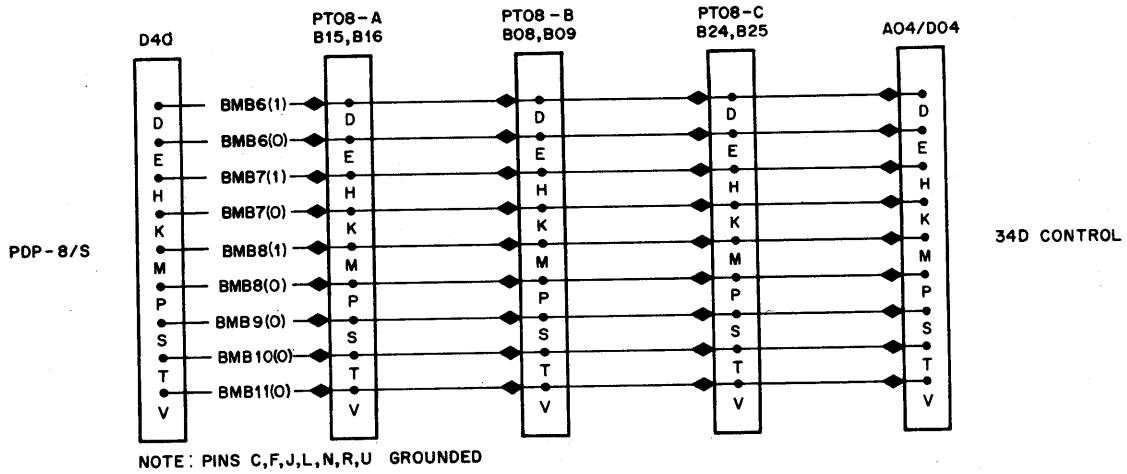 D40
PT08-A
B15,B16
PT08-B
B08,B09
PT08-C
B24,B25
A04/D04
BMB6(1)
D D D D D
BMB6(0)
E E E E E
BMB7(1)
H H H H H
BMB7(0)
K K K K K
PDP-8/S
BMB8(1)
34D CONTROL
M M M M M
BMB8(0)
P P P P P
BMB9(0)
S S S S S
BMB10(0)
T T T T T
BMB11(0)
V V V V V
NOTE: PINS C,F,J,L,N,R,U GROUNDED